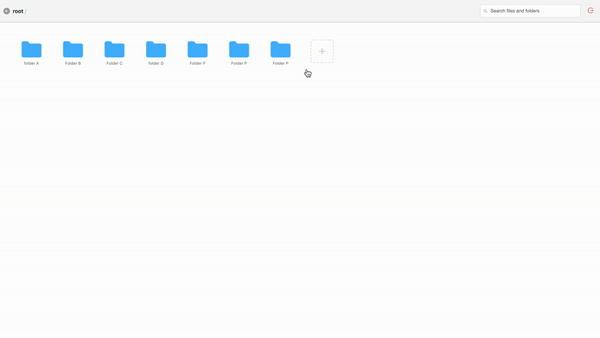 root /
Search files and folders
folder A
Folder B
Folder C
folder D
Folder F
Folder P
Folder F